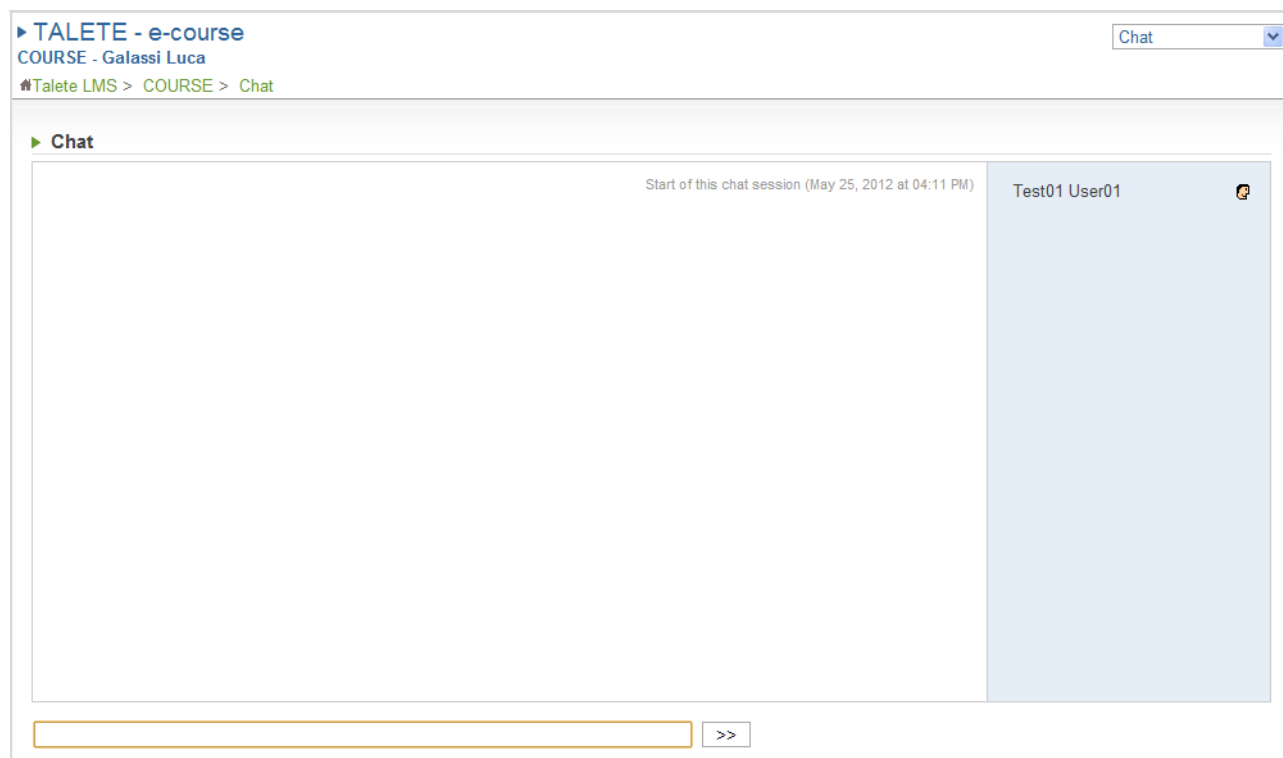 TALETE - e-course
Chat
COURSE - Galassi Luca
Talete LMS > COURSE > Chat
Chat
Start of this chat session (May 25, 2012 at 04:11 PM)
Test01 User01
>>